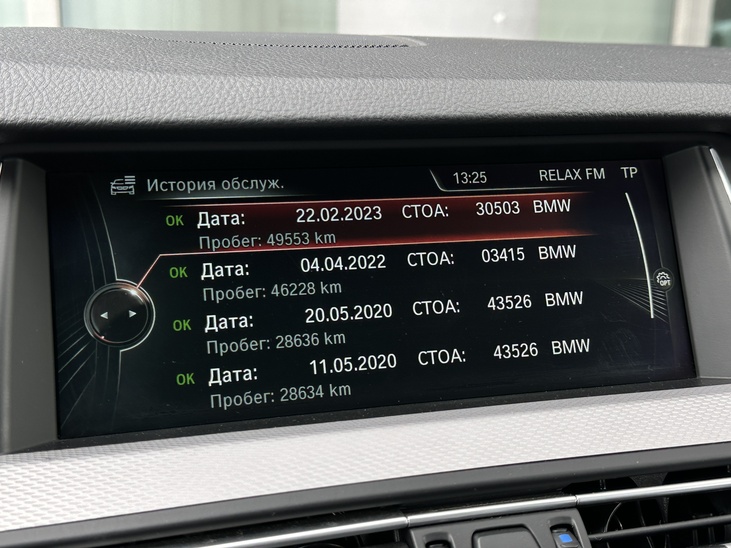 История обслуж. 13:25 RELAX FM TP
OK Дата: 22.02.2023 СТОА: 30503 BMW
Пробег: 49553 km
OK Дата: 04.04.2022 СТОА: 03415 BMW
Пробег: 46228 km
OK Дата: 20.05.2020 СТОА: 43526 BMW
Пробег: 28636 km
OK Дата: 11.05.2020 СТОА: 43526 BMW
Пробег: 28634 km
OPT